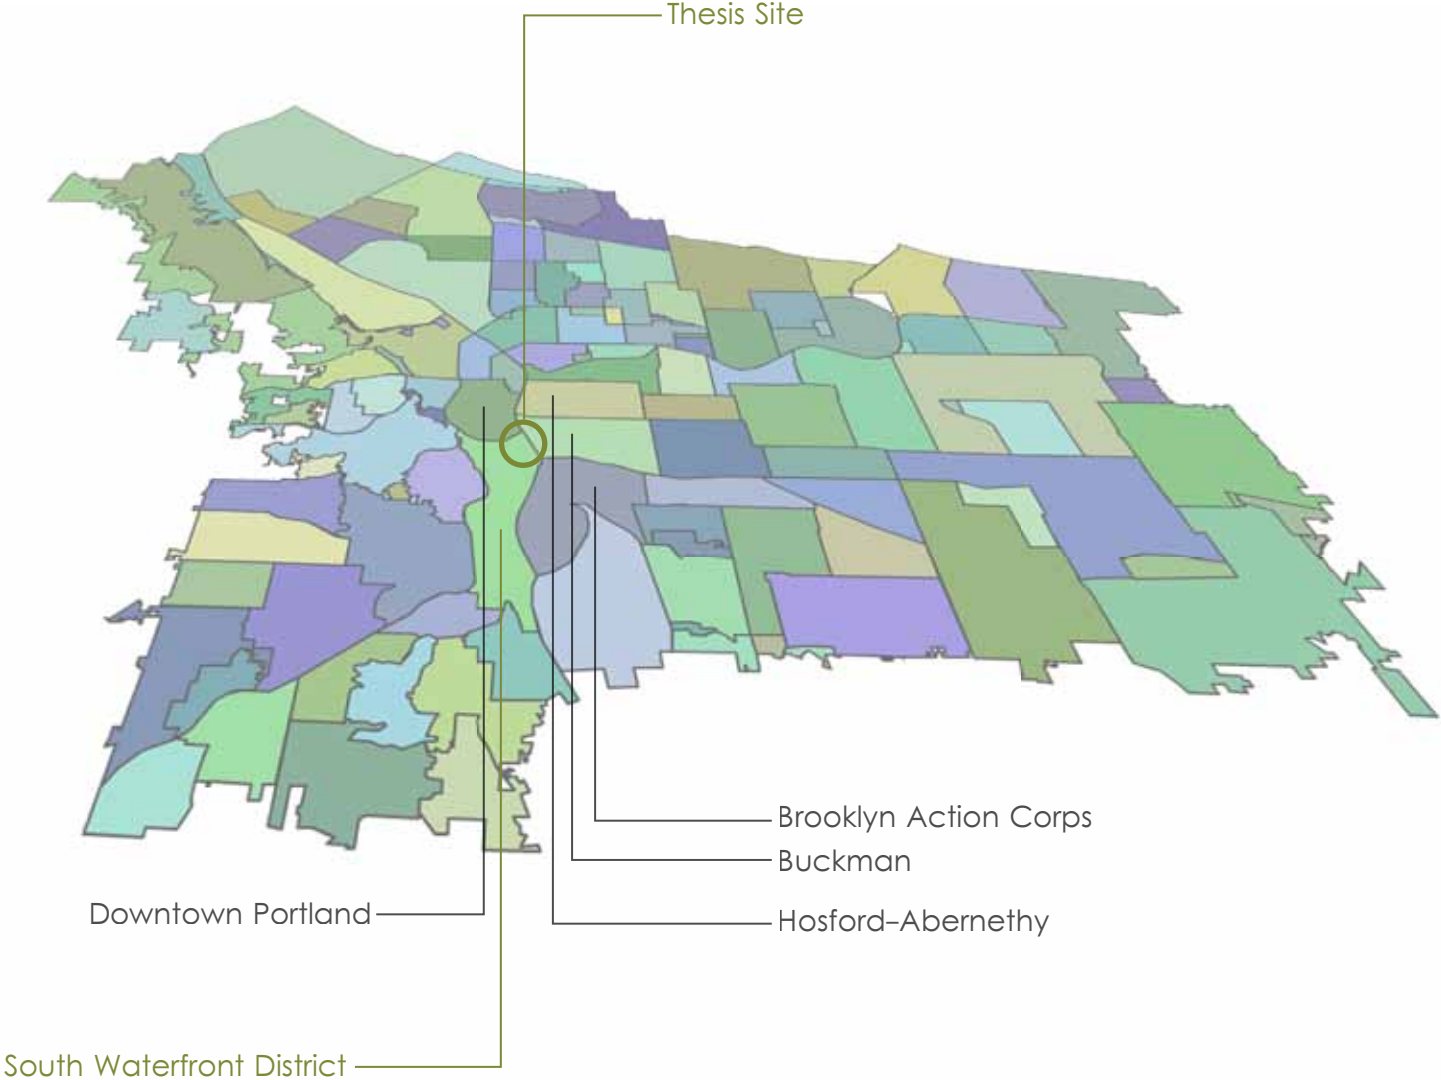 Thesis Site
Brooklyn Action Corps
Buckman
Downtown Portland
Hosford–Abernethy
South Waterfront District